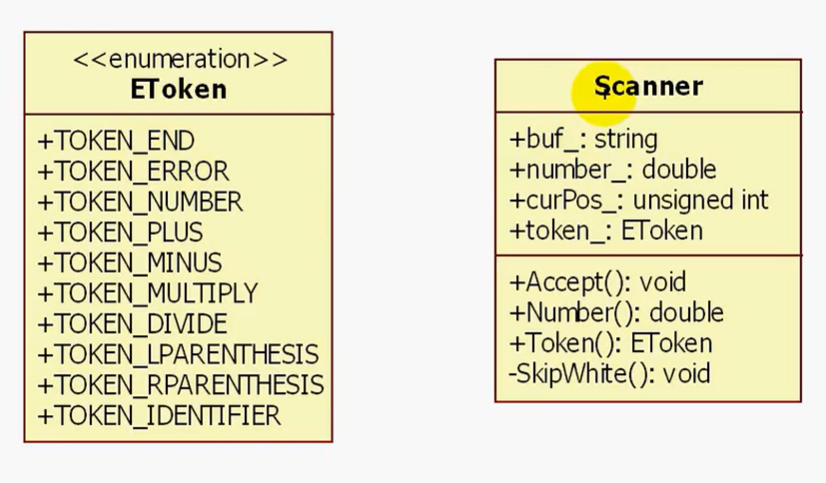 <<enumeration>>
EToken
+TOKEN_END
+TOKEN_ERROR
+TOKEN_NUMBER
+TOKEN_PLUS
+TOKEN_MINUS
+TOKEN_MULTIPLY
+TOKEN_DIVIDE
+TOKEN_LPARENTHESIS
+TOKEN_RPARENTHESIS
+TOKEN_IDENTIFIER
Scanner
+buf_: string
+number_: double
+curPos_: unsigned int
+token_: EToken
+Accept(): void
+Number(): double
+Token(): EToken
-SkipWhite(): void